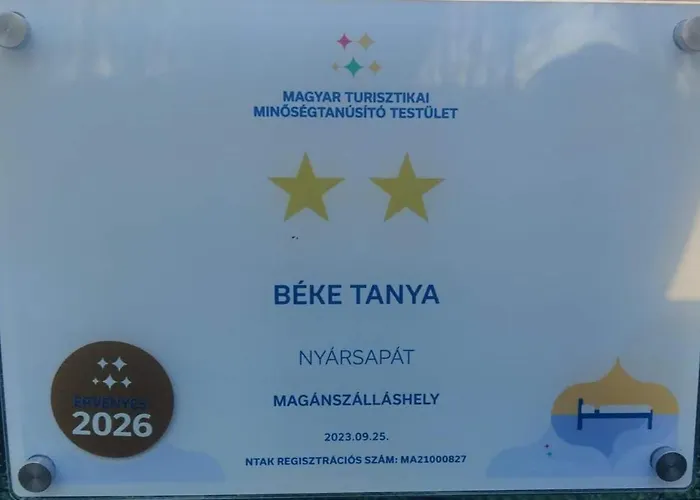 MAGYAR TURISZTIKAI
MINŐSÉGTANÚSÍTÓ TESTÜLET
BÉKE TANYA
NYÁRSAPÁT
MAGÁNSZÁLLÁSHELY
2023.09.25.
NTAK REGISZTRÁCIÓS SZÁM: MA21000827
ÉRVÉNYES
2026